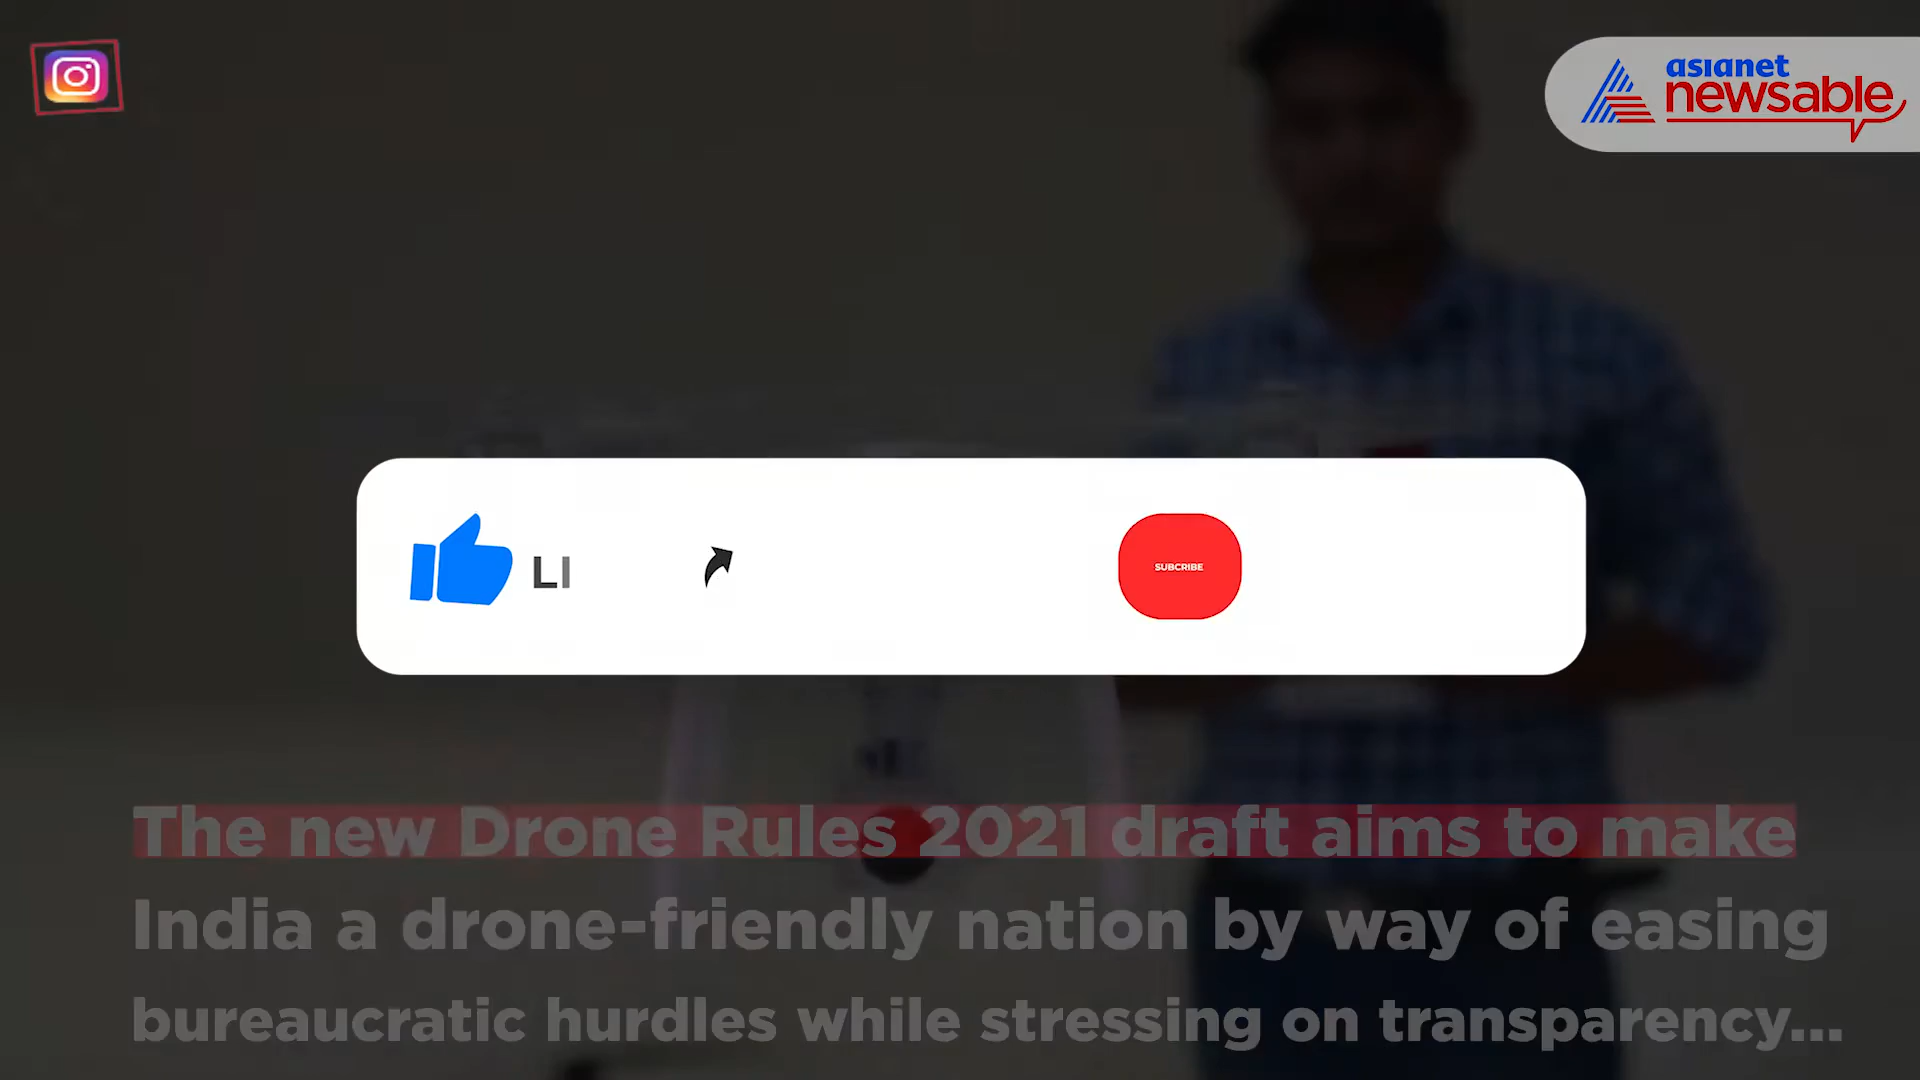 asianet
newsable
LI
SUBCRIBE
The new Drone Rules 2021 draft aims to make
India a drone-friendly nation by way of easing
bureaucratic hurdles while stressing on transparency...